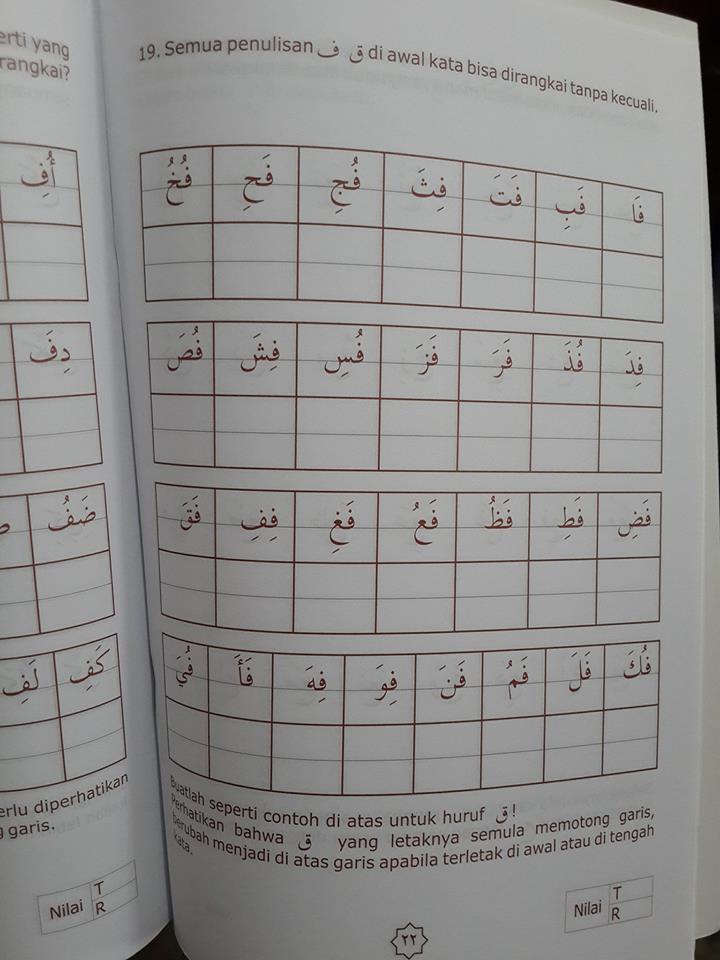 erti yang
rangkai?
أُفِ
دِفَ
ضَفُ
كَفِ لَفِ
erlu diperhatikan
g garis.
Nilai T
R
19. Semua penulisan ف ق di awal kata bisa dirangkai tanpa kecuali.
فَا فَبِ فَتَ فِثَ فُجِ فَحِ فُخُ
فِدَ فُذَ فَرَ فَزَ فُسِ فِشَ فُصَ
فَضِ فَطِ فَظُ فَعُ فَغِ فِفِ فَقَ
فُكَ فَلَ فَمُ فَنَ فِوَ فِهَ فَأَ فُيَ
Buatlah seperti contoh di atas untuk huruf ق !
Perhatikan bahwa ق yang letaknya semula memotong garis,
berubah menjadi di atas garis apabila terletak di awal atau di tengah
kata.
Nilai T
R
٢٢